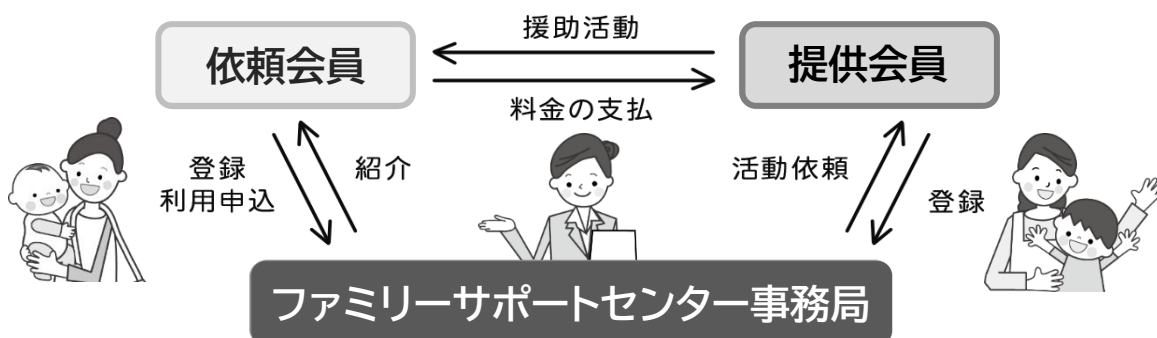 援助活動
依頼会員
提供会員
料金の支払
登録
利用申込
紹介
活動依頼
登録
ファミリーサポートセンター事務局